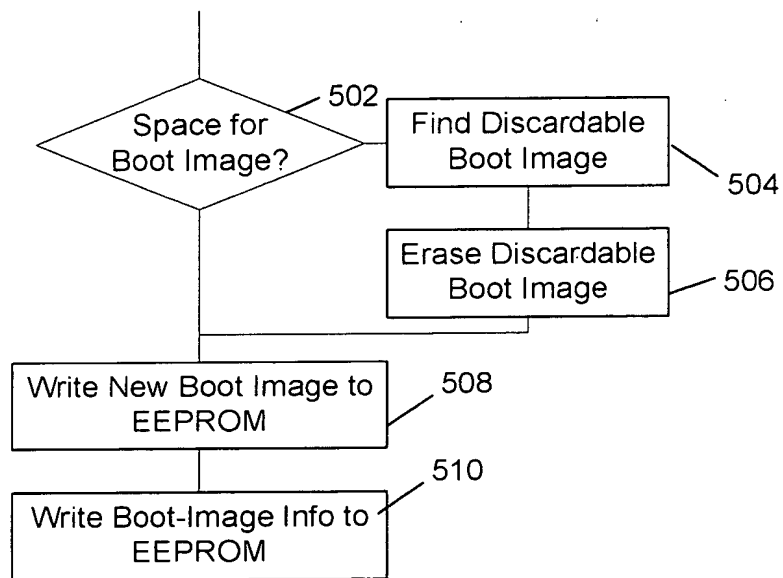 502
Space for
Boot Image?
Find Discardable
Boot Image
504
Erase Discardable
Boot Image
506
Write New Boot Image to
EEPROM
508
510
Write Boot-Image Info to
EEPROM